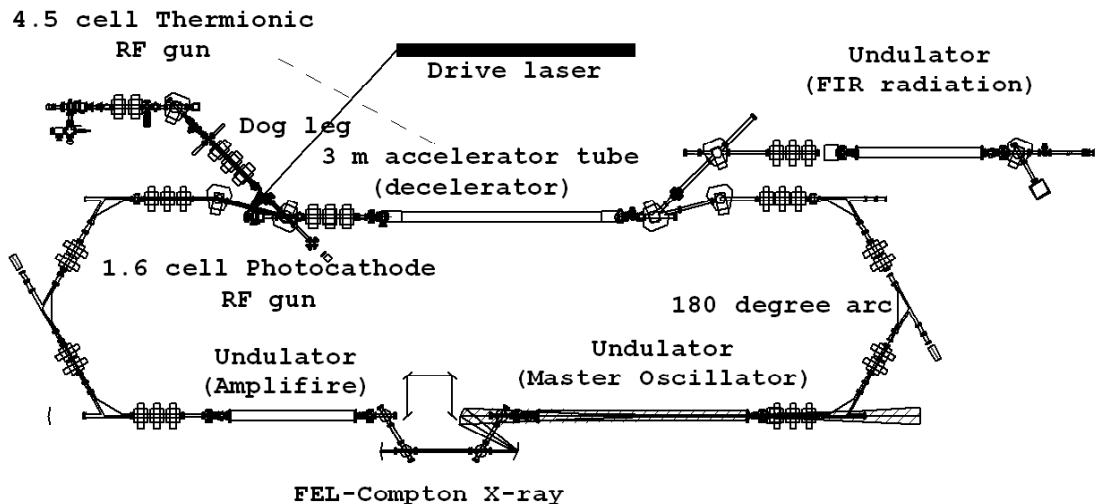 4.5 cell Thermionic
RF gun
Drive laser
Undulator
(FIR radiation)
Dog leg
3 m accelerator tube
(decelerator)
1.6 cell Photocathode
RF gun
180 degree arc
Undulator
(Amplifire)
Undulator
(Master Oscillator)
FEL-Compton X-ray